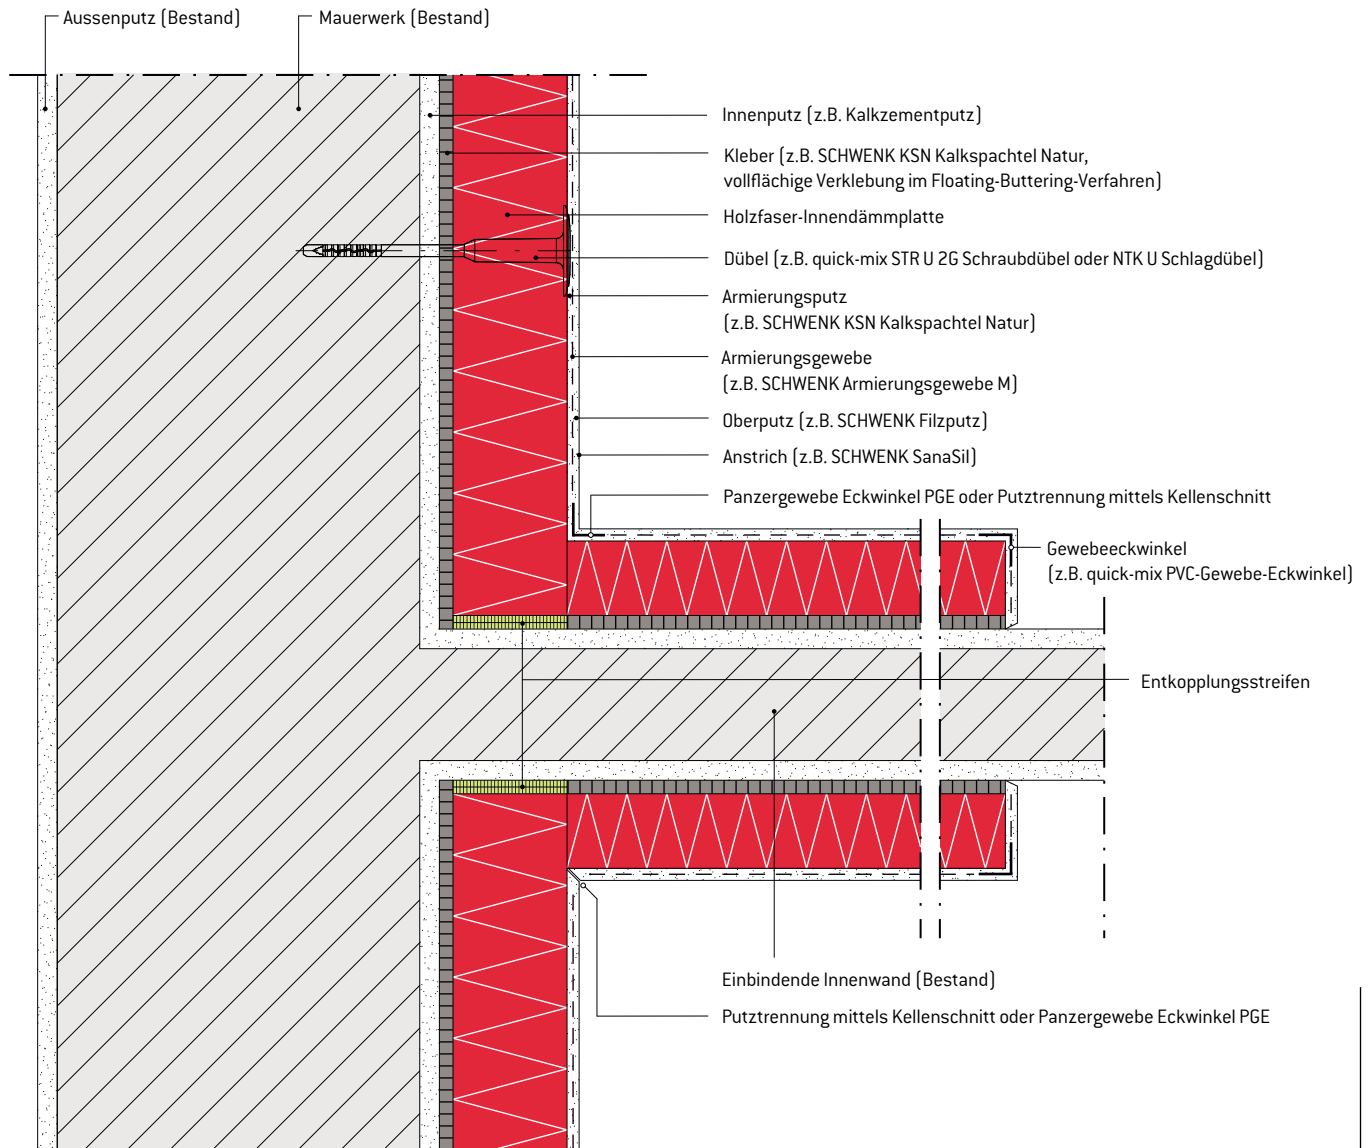 Aussenputz (Bestand)
Mauerwerk (Bestand)
Innenputz (z.B. Kalkzementputz)
Kleber (z.B. SCHWENK KSN Kalkspachtel Natur,
vollflächige Verklebung im Floating-Buttering-Verfahren)
Holzfaser-Innendämmplatte
Dübel (z.B. quick-mix STR U 2G Schraubdübel oder NTK U Schlagdübel)
Armierungsputz
(z.B. SCHWENK KSN Kalkspachtel Natur)
Armierungsgewebe
(z.B. SCHWENK Armierungsgewebe M)
Oberputz (z.B. SCHWENK Filzputz)
Anstrich (z.B. SCHWENK SanaSil)
Panzergewebe Eckwinkel PGE oder Putztrennung mittels Kellenschnitt
Gewebeeckwinkel
(z.B. quick-mix PVC-Gewebe-Eckwinkel)
Entkopplungsstreifen
Einbindende Innenwand (Bestand)
Putztrennung mittels Kellenschnitt oder Panzergewebe Eckwinkel PGE